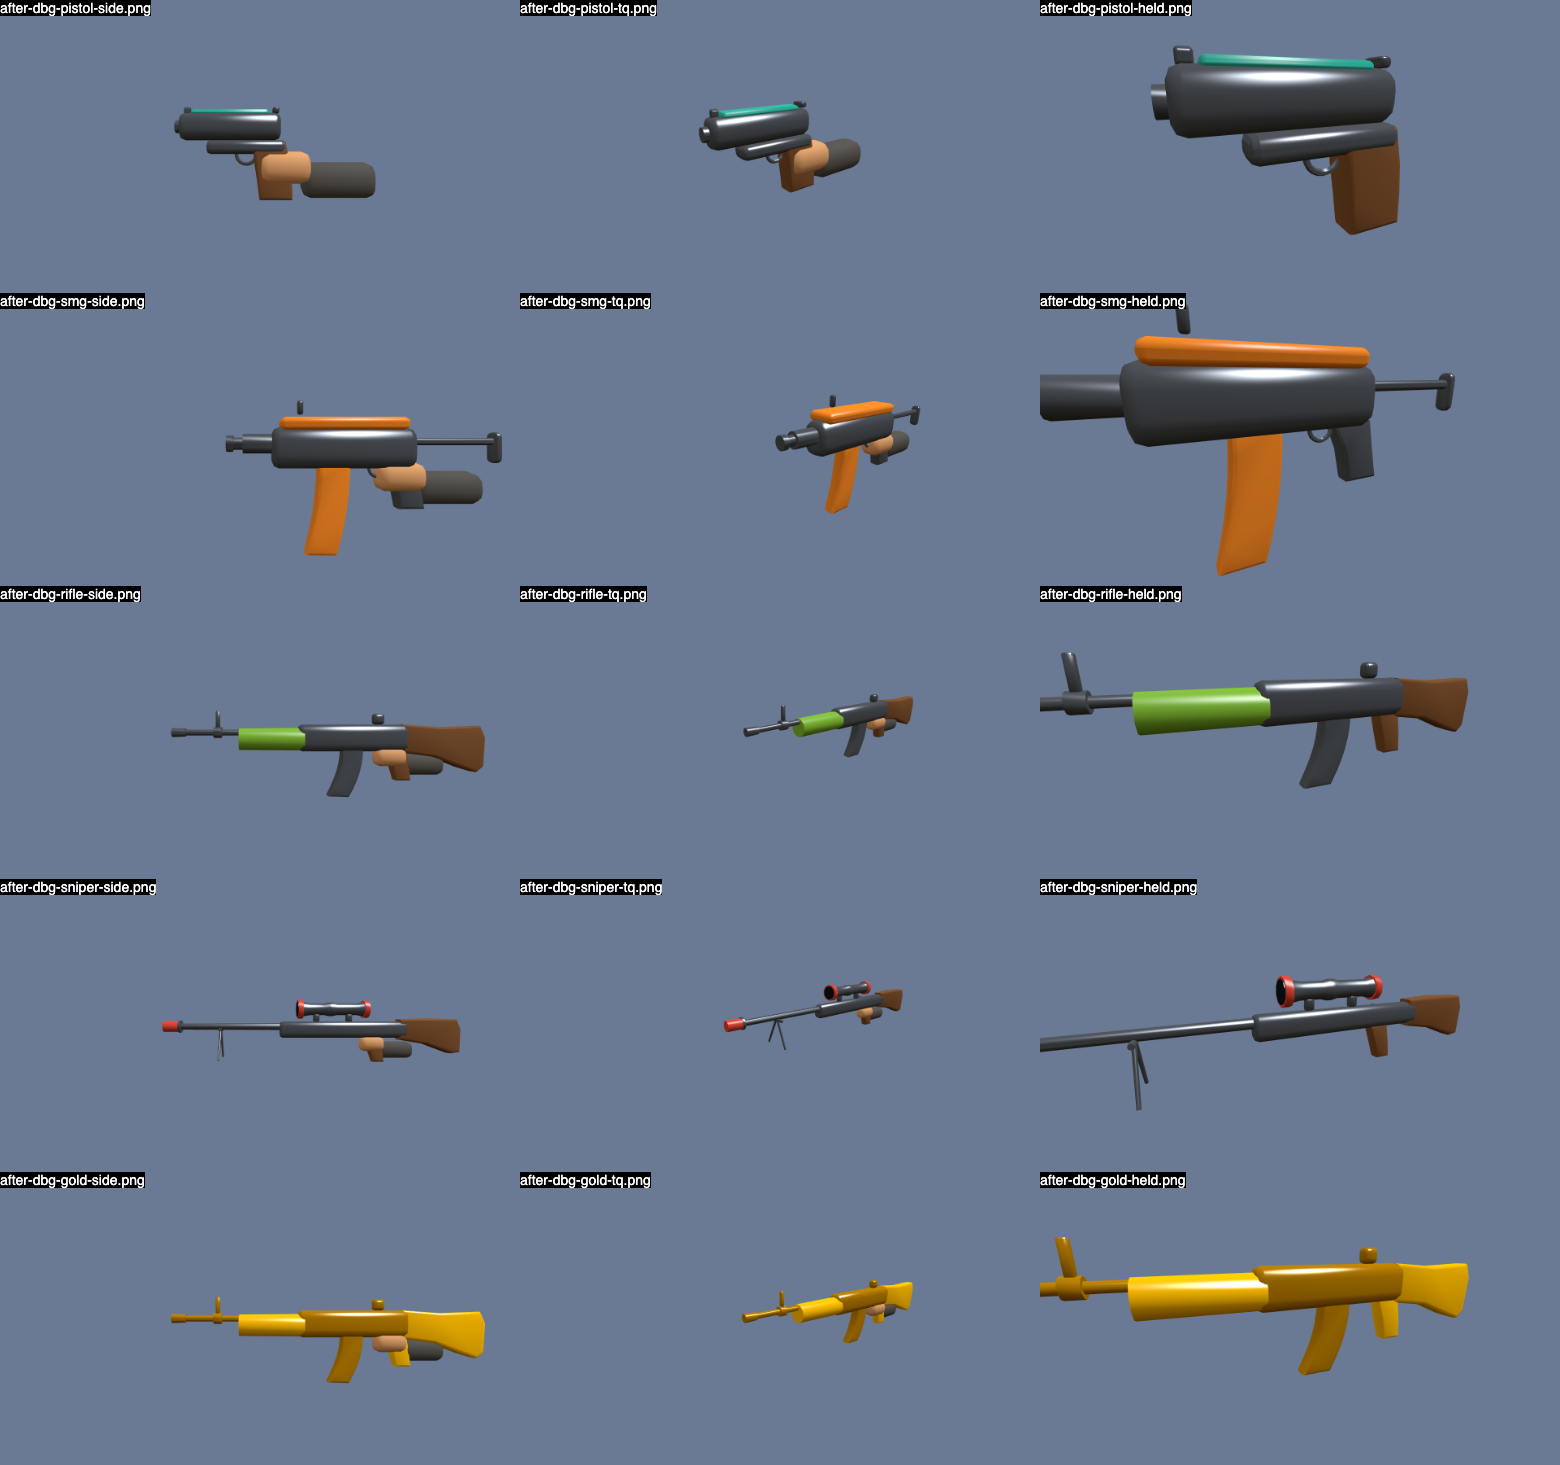 after-dbg-pistol-side.png
after-dbg-pistol-tq.png
after-dbg-pistol-held.png
after-dbg-smg-side.png
after-dbg-smg-tq.png
after-dbg-smg-held.png
after-dbg-rifle-side.png
after-dbg-rifle-tq.png
after-dbg-rifle-held.png
after-dbg-sniper-side.png
after-dbg-sniper-tq.png
after-dbg-sniper-held.png
after-dbg-gold-side.png
after-dbg-gold-tq.png
after-dbg-gold-held.png